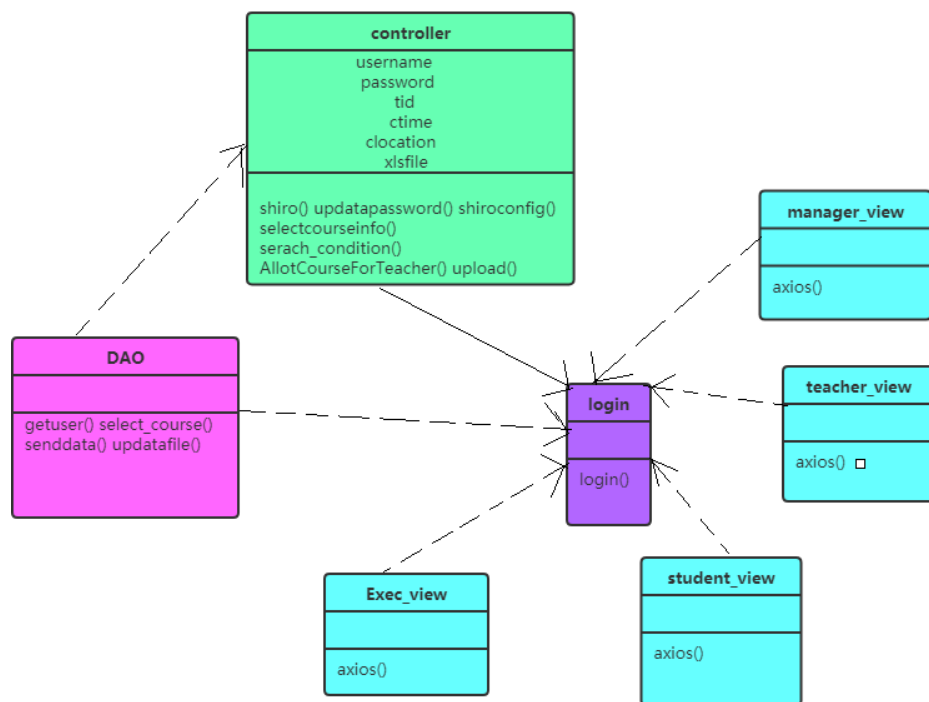 controller
username
password
tid
ctime
clocation
xlsfile
shiro() updatapassword() shiroconfig()
selectcourseinfo()
serach_condition()
AllotCourseForTeacher() upload()
manager_view
axios()
DAO
getuser() select_course()
senddata() updatafile()
login
login()
teacher_view
axios()
Exec_view
axios()
student_view
axios()